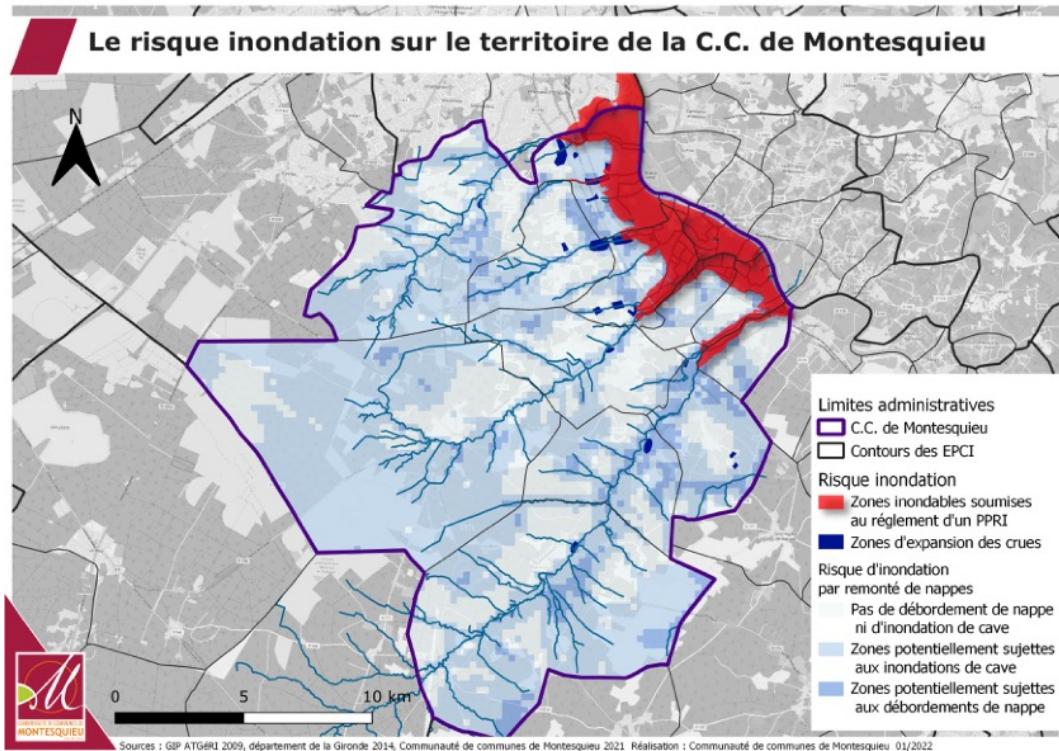 Le risque inondation sur le territoire de la C.C. de Montesquieu
N
Limites administratives
C.C. de Montesquieu
Contours des EPCI
Risque inondation
Zones inondables soumises
au réglement d'un PPRI
Zones d'expansion des crues
Risque d'inondation
par remonté de nappes
Pas de débordement de nappe
ni d'inondation de cave
Zones potentiellement sujettes
aux inondations de cave
Zones potentiellement sujettes
aux débordements de nappe
0 5 10 km
M
COMMUNAUTÉ DE COMMUNES DE
MONTESQUIEU
Sources : GIP ATGéRI 2009, département de la Gironde 2014, Communauté de communes de Montesquieu 2021 Réalisation : Communauté de communes de Montesquieu 01/2022